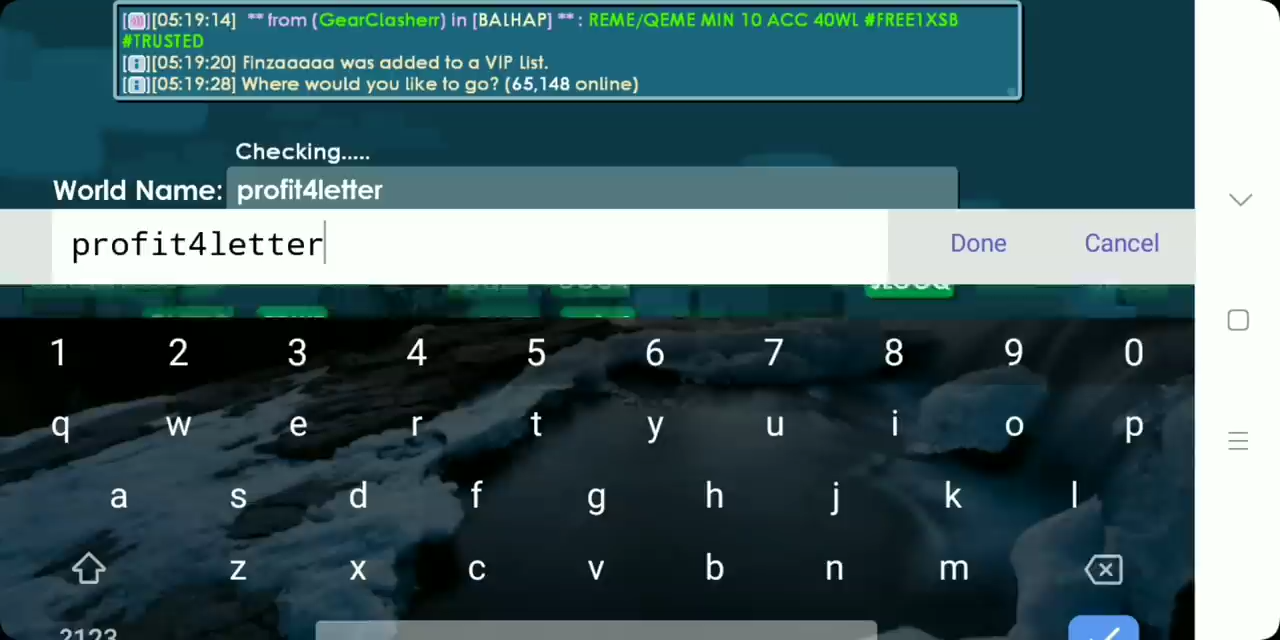 [05:19:14] ** from (GearClasherr) in [BALHAP] ** : REME/QEME MIN 10 ACC 40WL #FREE1XSB
#TRUSTED
[05:19:20] Finzaaaaa was added to a VIP List.
[05:19:28] Where would you like to go? (65,148 online)
Checking.....
World Name: profit4letter
profit4letter Done Cancel
1 2 3 4 5 6 7 8 9 0
q w e r t y u i o p
a s d f g h j k l
z x c v b n m